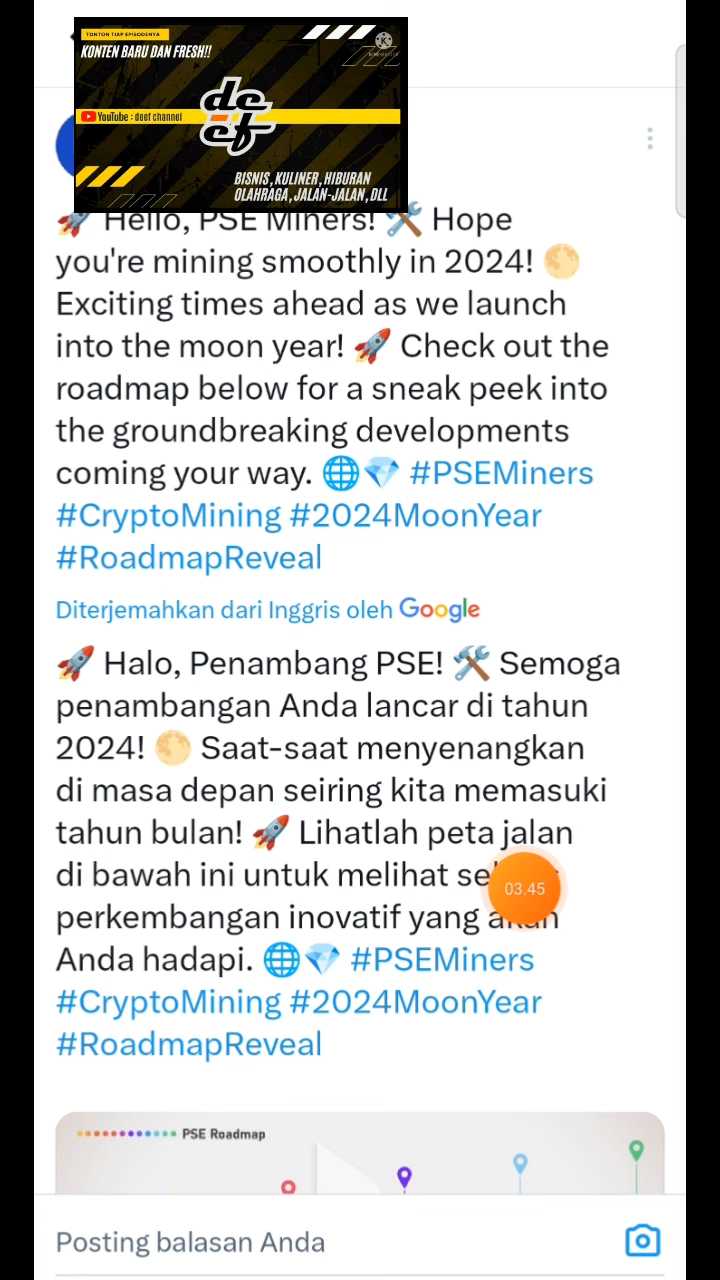 TONTON TIAP EPISODENYA
KONTEN BARU DAN FRESH!!
KINEMASTER
YouTube : deef channel
de
ef
BISNIS, KULINER, HIBURAN
OLAHRAGA, JALAN-JALAN, DLL
🚀 Hello, PSE Miners! 🛠️ Hope
you're mining smoothly in 2024! 🌕
Exciting times ahead as we launch
into the moon year! 🚀 Check out the
roadmap below for a sneak peek into
the groundbreaking developments
coming your way. 🌐💎 #PSEMiners
#CryptoMining #2024MoonYear
#RoadmapReveal
Diterjemahkan dari Inggris oleh Google
🚀 Halo, Penambang PSE! 🛠️ Semoga
penambangan Anda lancar di tahun
2024! 🌕 Saat-saat menyenangkan
di masa depan seiring kita memasuki
tahun bulan! 🚀 Lihatlah peta jalan
di bawah ini untuk melihat
03.45
perkembangan inovatif yang akan
Anda hadapi. 🌐💎 #PSEMiners
#CryptoMining #2024MoonYear
#RoadmapReveal
PSE Roadmap
Posting balasan Anda